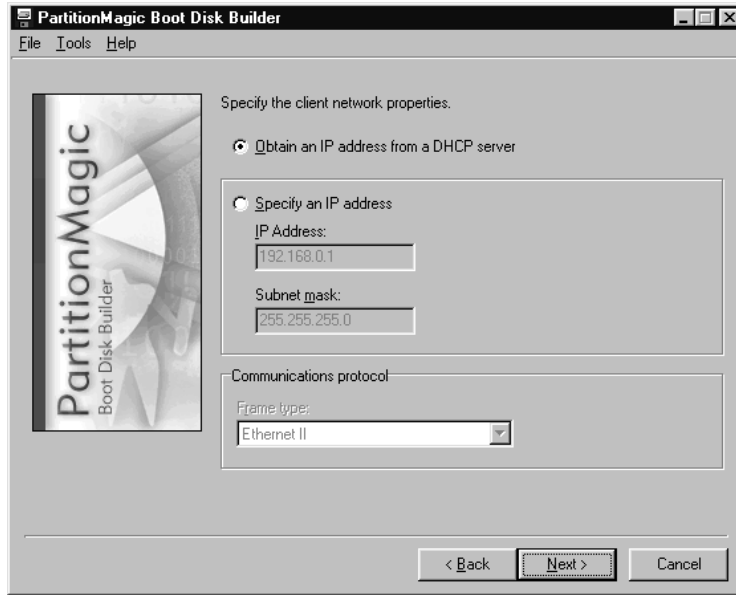 PartitionMagic Boot Disk Builder
File Tools Help
PartitionMagic
Boot Disk Builder
Specify the client network properties.
Obtain an IP address from a DHCP server
Specify an IP address
IP Address:
192.168.0.1
Subnet mask:
255.255.255.0
Communications protocol
Frame type:
Ethernet II
< Back Next > Cancel